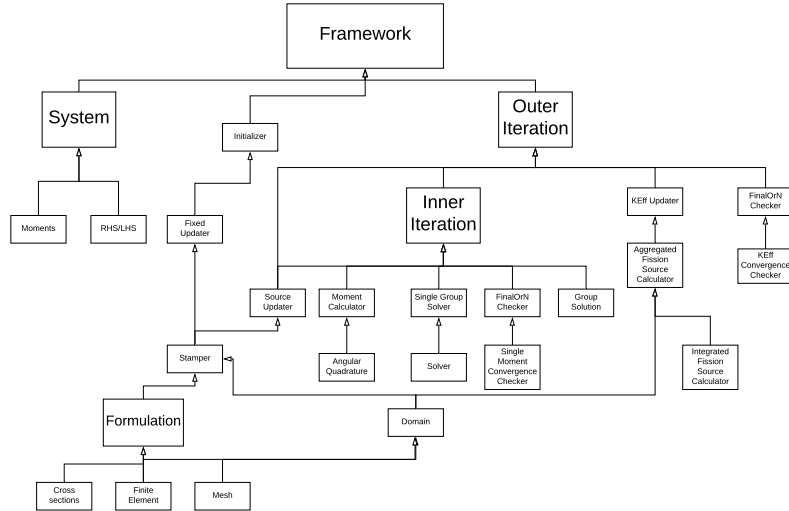 Framework
System
Outer
Iteration
Initializer
Inner
Iteration
KEff Updater
FinalOrN
Checker
Moments
RHS/LHS
Fixed
Updater
Aggregated
Fission
Source
Calculator
KEff
Convergence
Checker
Source
Updater
Moment
Calculator
Single Group
Solver
FinalOrN
Checker
Group
Solution
Stamper
Angular
Quadrature
Solver
Single
Moment
Convergence
Checker
Integrated
Fission
Source
Calculator
Formulation
Domain
Cross
sections
Finite
Element
Mesh